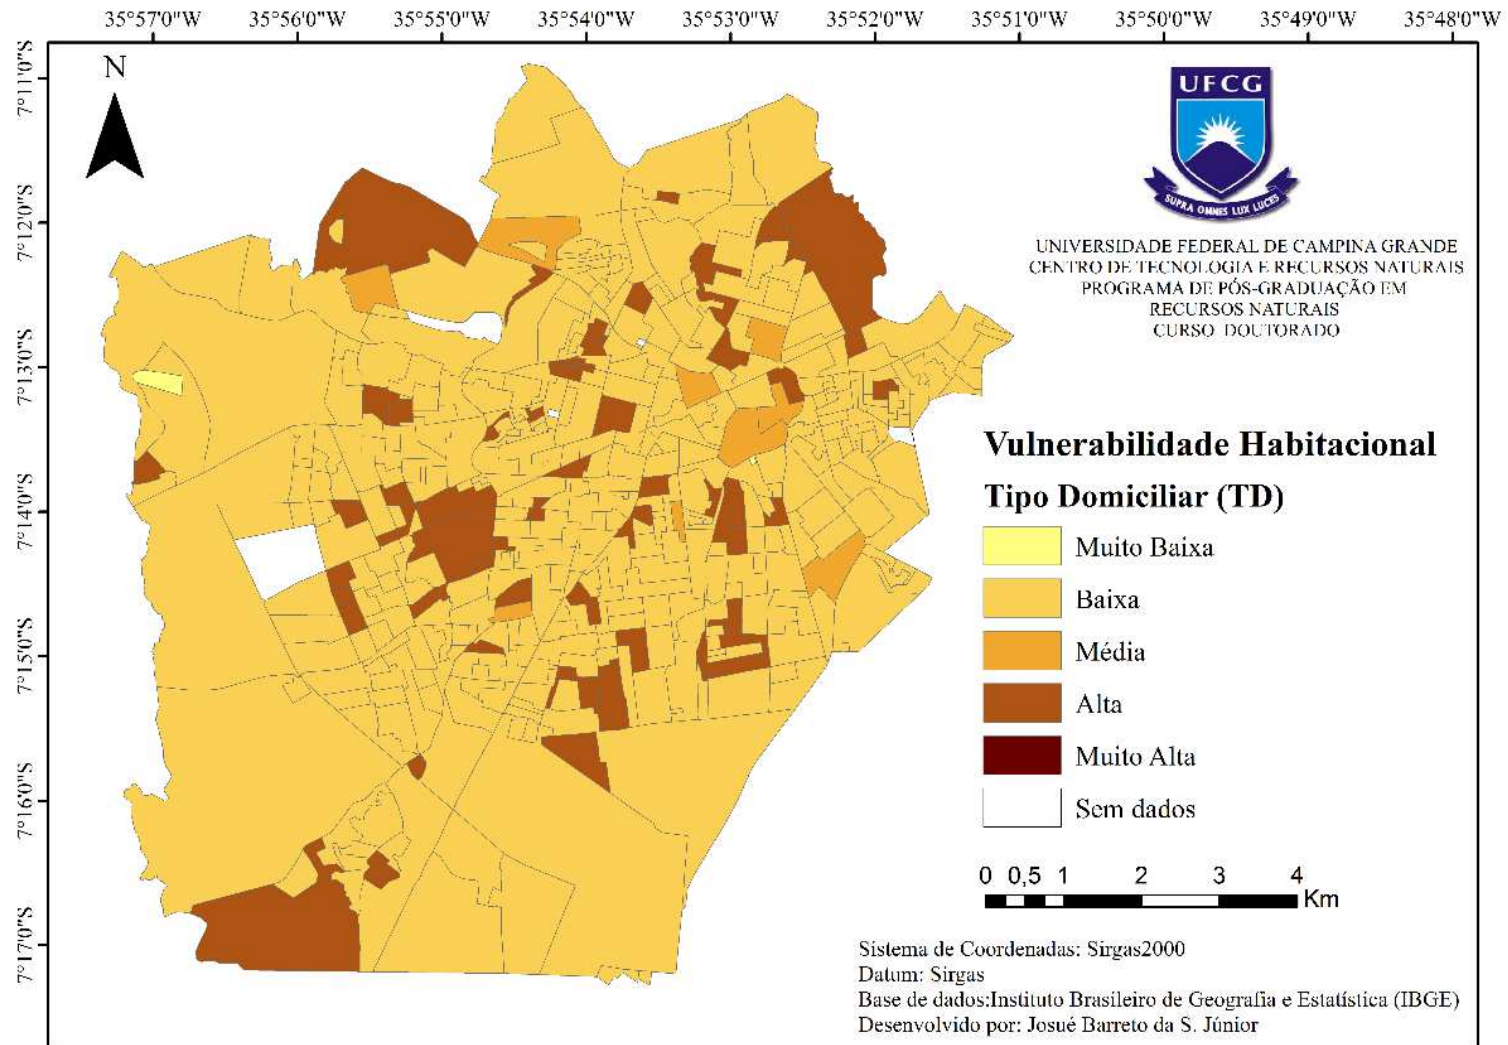 35°57'0"W 35°56'0"W 35°55'0"W 35°54'0"W 35°53'0"W 35°52'0"W 35°51'0"W 35°50'0"W 35°49'0"W 35°48'0"W
7°11'0"S
7°12'0"S
7°13'0"S
7°14'0"S
7°15'0"S
7°16'0"S
7°17'0"S
N
UFCG
SUPRA OMNES LUX LUCES
UNIVERSIDADE FEDERAL DE CAMPINA GRANDE
CENTRO DE TECNOLOGIA E RECURSOS NATURAIS
PROGRAMA DE PÓS-GRADUAÇÃO EM
RECURSOS NATURAIS
CURSO DOUTORADO
Vulnerabilidade Habitacional
Tipo Domiciliar (TD)
Muito Baixa
Baixa
Média
Alta
Muito Alta
Sem dados
0 0,5 1 2 3 4
Km
Sistema de Coordenadas: Sirgas2000
Datum: Sirgas
Base de dados:Instituto Brasileiro de Geografia e Estatística (IBGE)
Desenvolvido por: Josué Barreto da S. Júnior